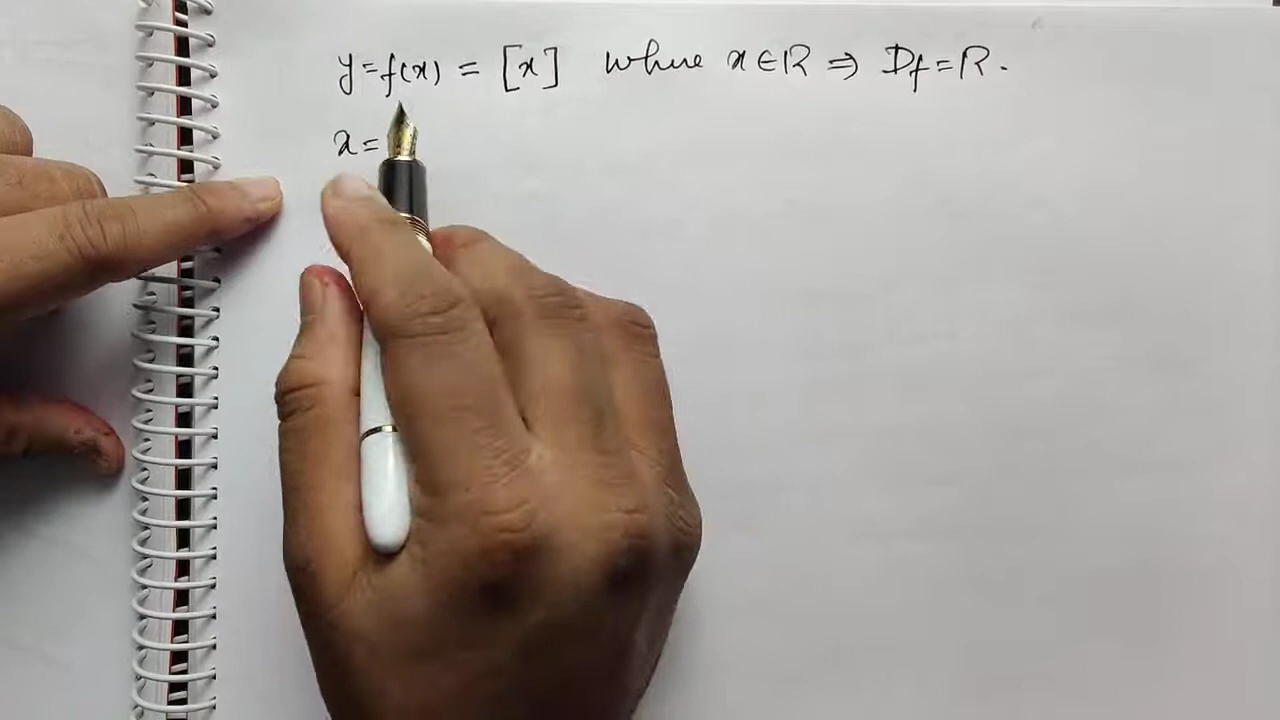 y = f(x) = [x] where x ∈ R ⇒ Df = R.
x =